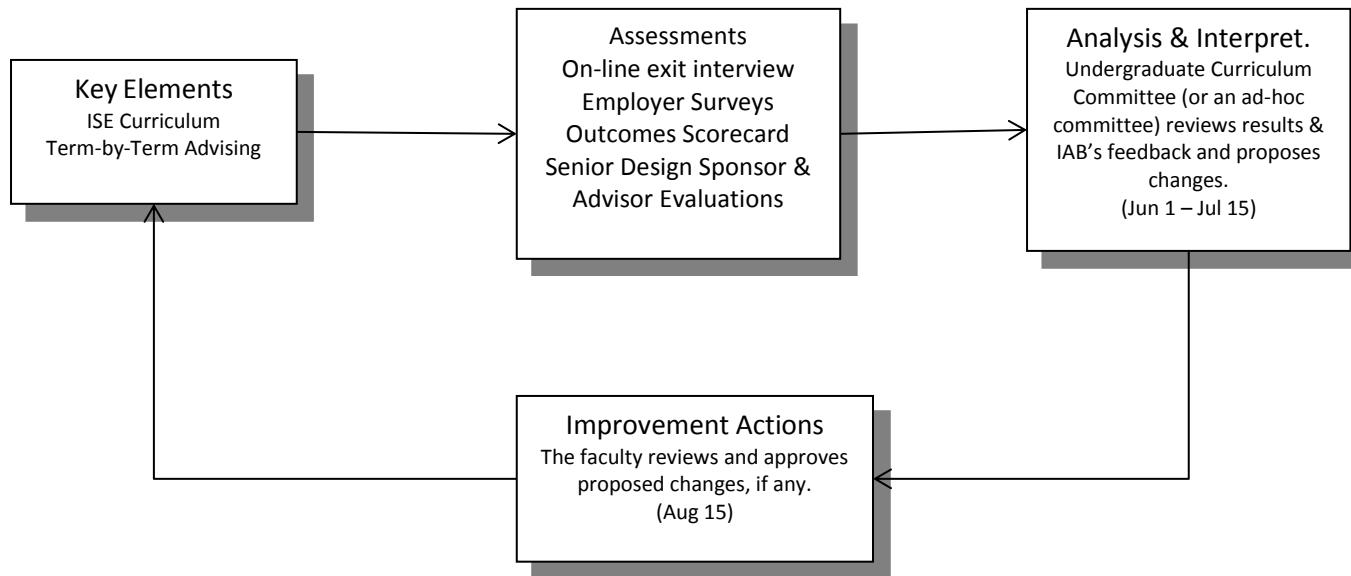 Key Elements
ISE Curriculum
Term-by-Term Advising
Assessments
On-line exit interview
Employer Surveys
Outcomes Scorecard
Senior Design Sponsor &
Advisor Evaluations
Analysis & Interpret.
Undergraduate Curriculum
Committee (or an ad-hoc
committee) reviews results &
IAB's feedback and proposes
changes.
(Jun 1 – Jul 15)
Improvement Actions
The faculty reviews and approves
proposed changes, if any.
(Aug 15)